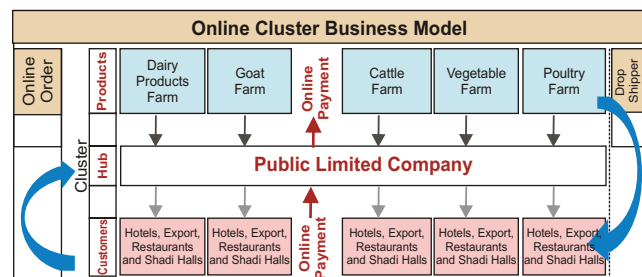 Online Cluster Business Model
Online
Order
Cluster
Products
Dairy
Products
Farm
Goat
Farm
Online
Payment
Cattle
Farm
Vegetable
Farm
Poultry
Farm
Drop
Shipper
Hub
Public Limited Company
Customers
Hotels, Export,
Restaurants
and Shadi Halls
Hotels, Export,
Restaurants
and Shadi Halls
Online
Payment
Hotels, Export,
Restaurants
and Shadi Halls
Hotels, Export,
Restaurants
and Shadi Halls
Hotels, Export,
Restaurants
and Shadi Halls